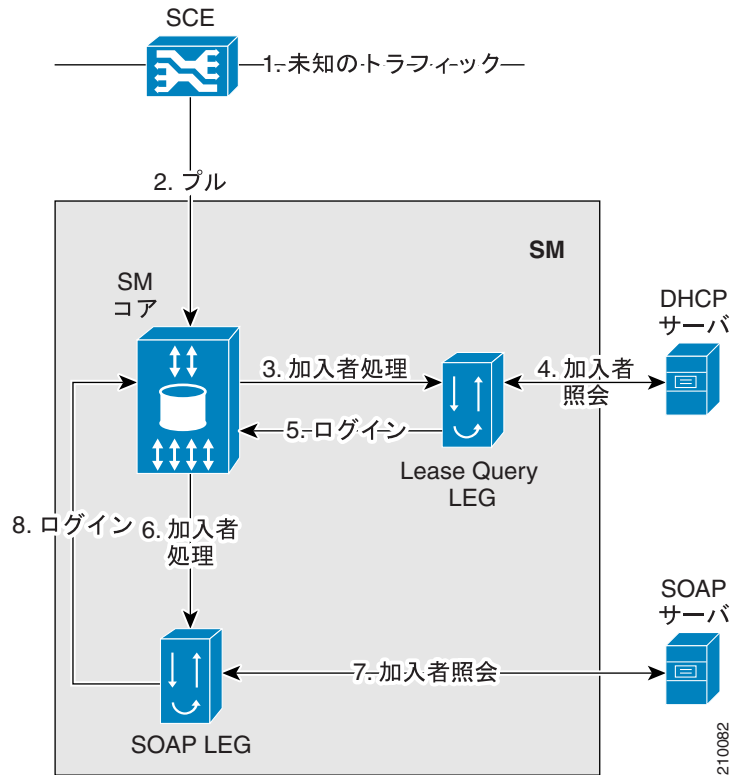 SCE
1. 未知のトラフィック
2. プル
SM
SM
コア
DHCP
サーバ
3. 加入者処理
4. 加入者
照会
5. ログイン
Lease Query
LEG
8. ログイン
6. 加入者
処理
SOAP
サーバ
7. 加入者照会
SOAP LEG
210082